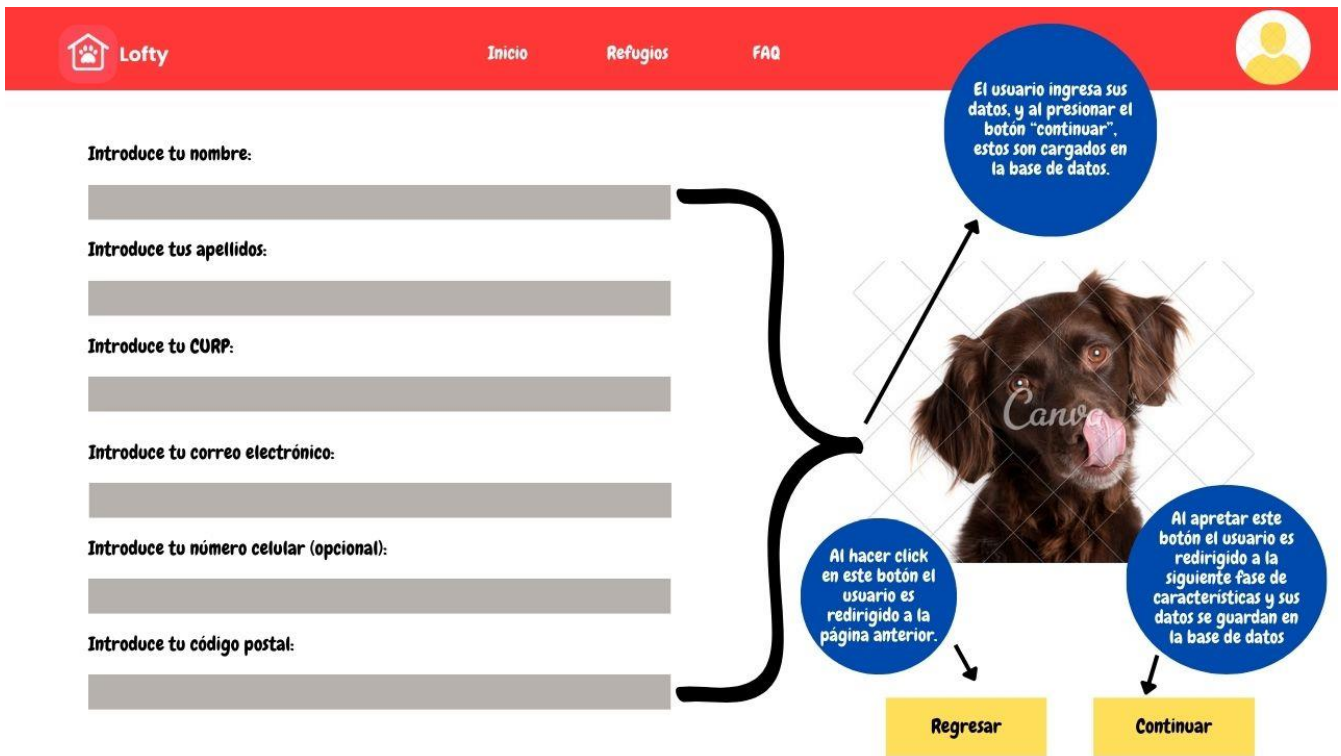 Lofty
Inicio
Refugios
FAQ
El usuario ingresa sus
datos, y al presionar el
botón “continuar”,
estos son cargados en
la base de datos.
Introduce tu nombre:
Introduce tus apellidos:
Introduce tu CURP:
Introduce tu correo electrónico:
Introduce tu número celular (opcional):
Introduce tu código postal:
Canva
Al hacer click
en este botón el
usuario es
redirigido a la
página anterior.
Al apretar este
botón el usuario es
redirigido a la
siguiente fase de
características y sus
datos se guardan en
la base de datos
Regresar
Continuar